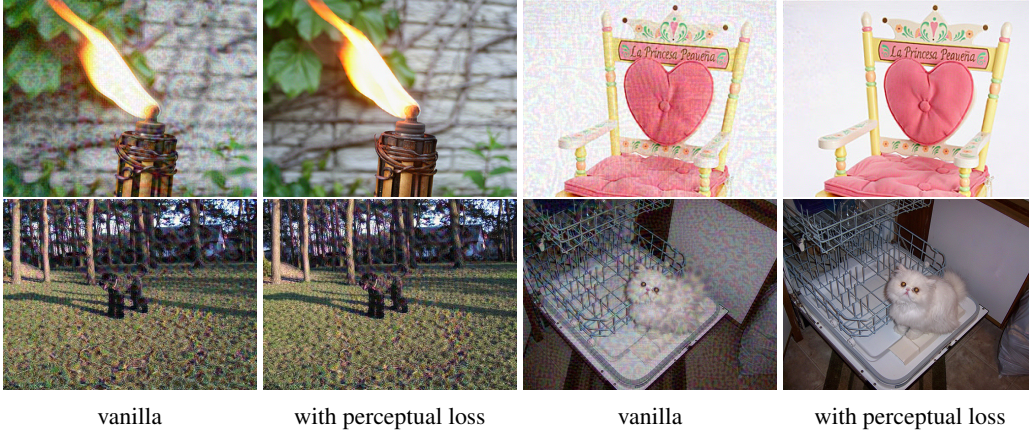 La Princesa Pequeña
La Princesa Pequeña
vanilla
with perceptual loss
vanilla
with perceptual loss